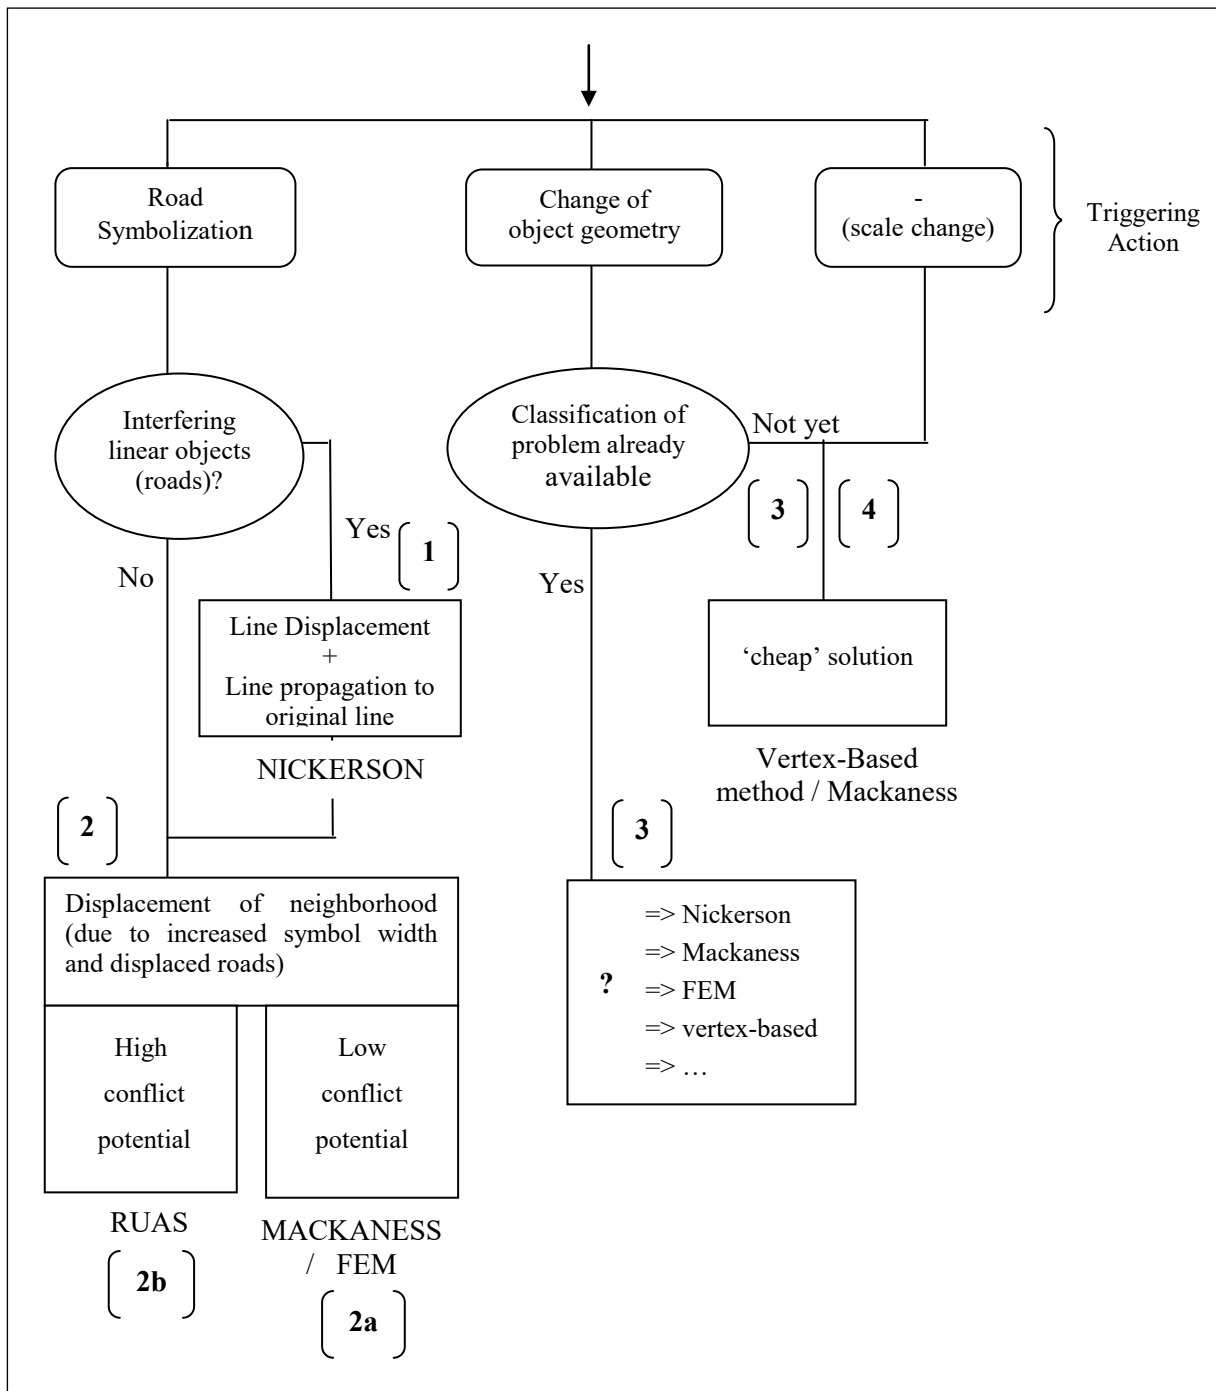 Road
Symbolization
Change of
object geometry
-
(scale change)
Triggering
Action
Interfering
linear objects
(roads)?
Classification of
problem already
available
Not yet
[3]
[4]
Yes
[1]
No
Yes
Line Displacement
+
Line propagation to
original line
NICKERSON
‘cheap’ solution
Vertex-Based
method / Mackaness
[2]
[3]
Displacement of neighborhood
(due to increased symbol width
and displaced roads)
High
conflict
potential
Low
conflict
potential
?
=> Nickerson
=> Mackaness
=> FEM
=> vertex-based
=> …
RUAS
[2b]
MACKANESS
/ FEM
[2a]